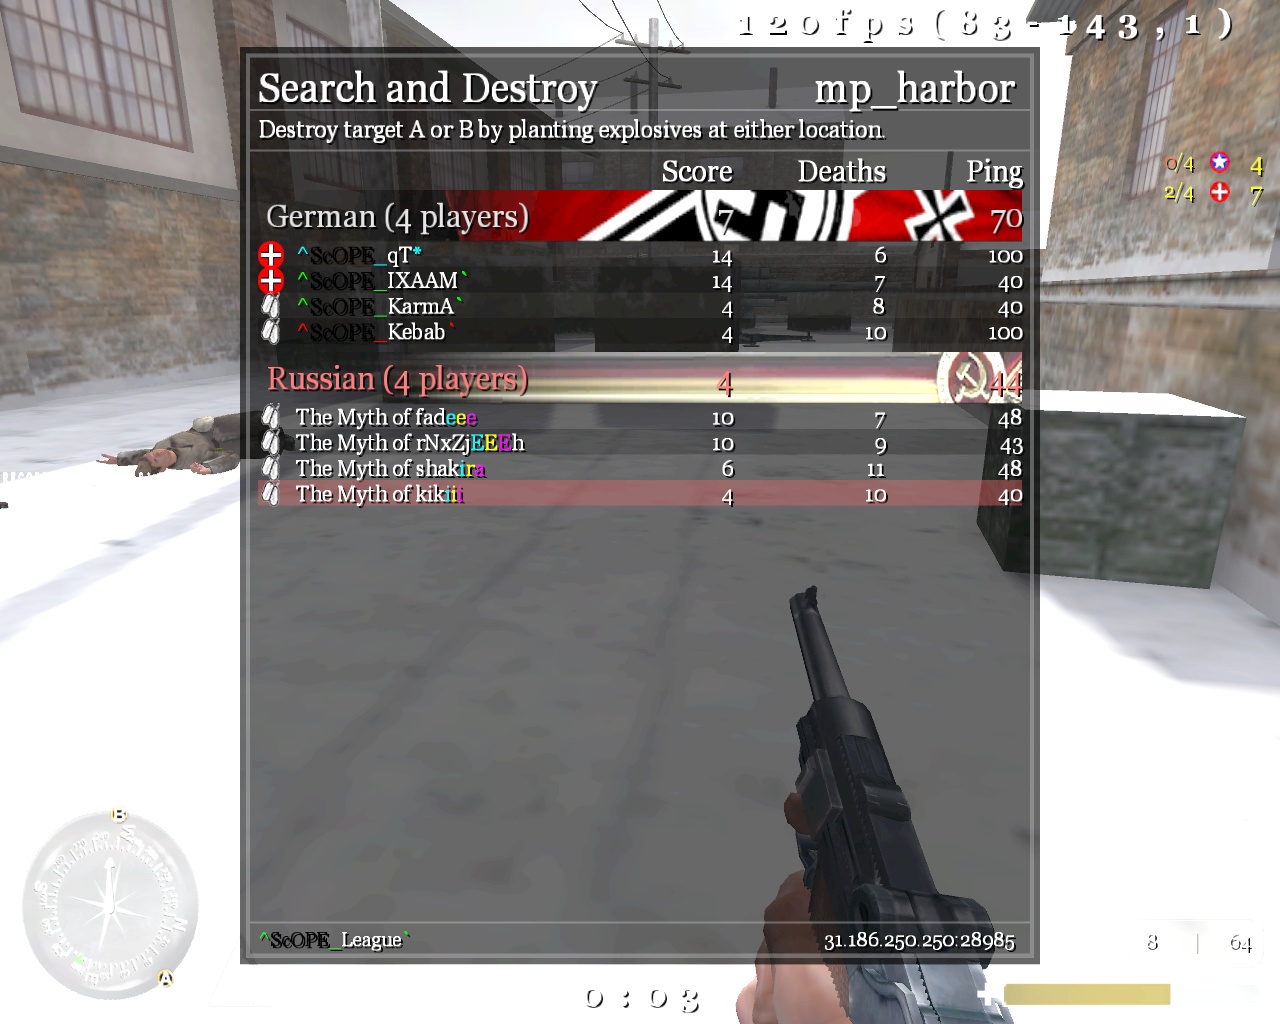 120fps(83-143,1)
Search and Destroy mp_harbor
Destroy target A or B by planting explosives at either location.
Score Deaths Ping
0/4 4
2/4 7
German (4 players) 7 70
^ScOPE_qT* 14 6 100
^ScOPE_IXAAM` 14 7 40
^ScOPE_KarmA` 4 8 40
^ScOPE_Kebab` 4 10 100
Russian (4 players) 4 44
The Myth of fadeee 10 7 48
The Myth of rNxZjEEEh 10 9 43
The Myth of shakira 6 11 48
The Myth of kikiii 4 10 40
B
A
^ScOPE_League` 31.186.250.250:28985
8 | 64
0:03